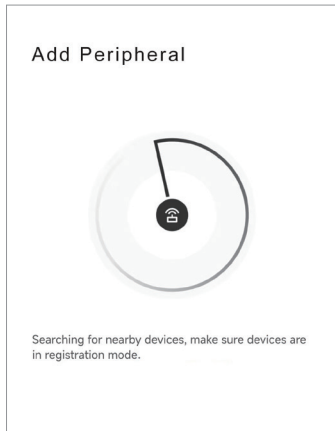 Add Peripheral
Searching for nearby devices, make sure devices are
in registration mode.